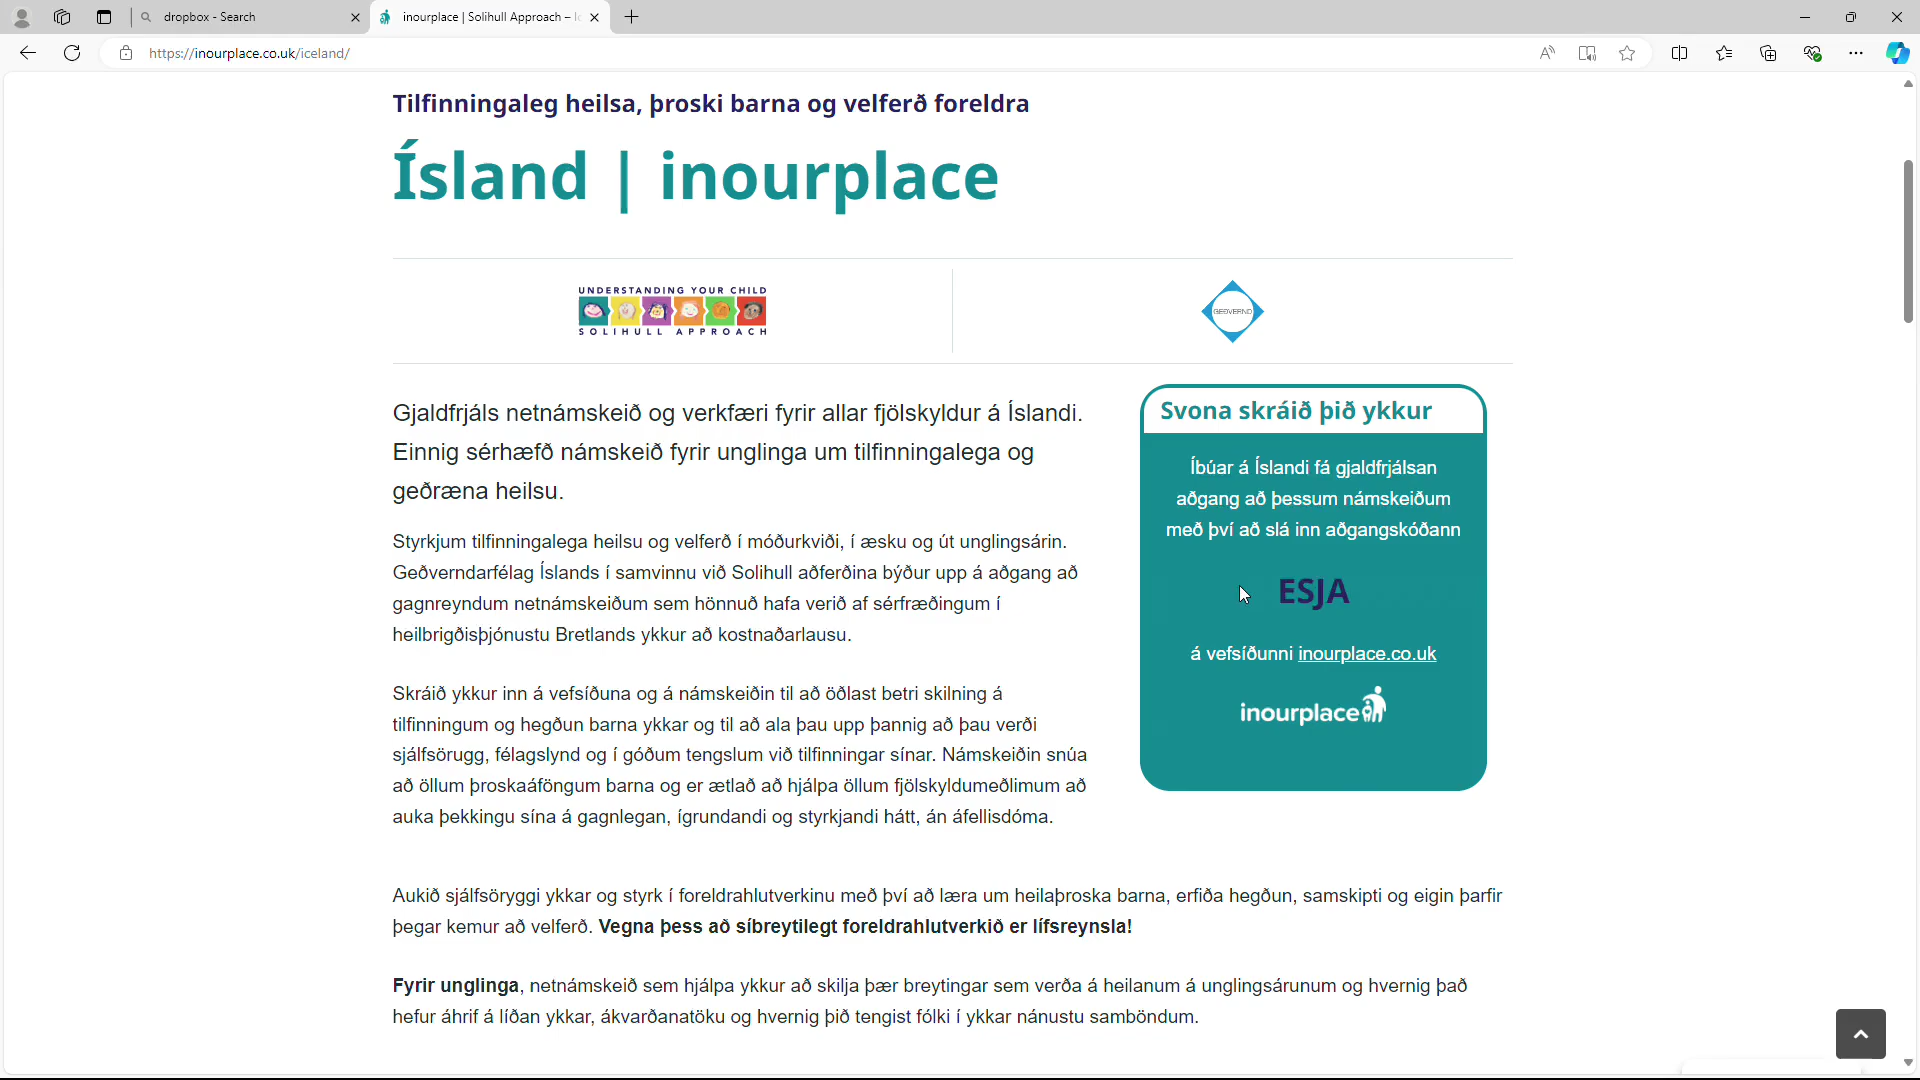 dropbox - Search
inourplace | Solihull Approach –
https://inourplace.co.uk/iceland/
Tilfinningaleg heilsa, þroski barna og velferð foreldra
Ísland | inourplace
UNDERSTANDING YOUR CHILD
SOLIHULL APPROACH
GEÐVERND
Gjaldfrjáls netnámskeið og verkfæri fyrir allar fjölskyldur á Íslandi.
Einnig sérhæfð námskeið fyrir unglinga um tilfinningalega og
geðræna heilsu.
Styrkjum tilfinningalega heilsu og velferð í móðurkviði, í æsku og út unglingsárin.
Geðverndarfélag Íslands í samvinnu við Solihull aðferðina býður upp á aðgang að
gagnreyndum netnámskeiðum sem hönnuð hafa verið af sérfræðingum í
heilbrigðisþjónustu Bretlands ykkur að kostnaðarlausu.
Skráið ykkur inn á vefsíðuna og á námskeiðin til að öðlast betri skilning á
tilfinningum og hegðun barna ykkar og til að ala þau upp þannig að þau verði
sjálfsörugg, félagslynd og í góðum tengslum við tilfinningar sínar. Námskeiðin snúa
að öllum þroskaáföngum barna og er ætlað að hjálpa öllum fjölskyldumeðlimum að
auka þekkingu sína á gagnlegan, ígrundandi og styrkjandi hátt, án áfellisdóma.
Svona skráið þið ykkur
Íbúar á Íslandi fá gjaldfrjálsan
aðgang að þessum námskeiðum
með því að slá inn aðgangskóðann
ESJA
á vefsíðunni inourplace.co.uk
inourplace
Aukið sjálfsöryggi ykkar og styrk í foreldrahlutverkinu með því að læra um heilaþroska barna, erfiða hegðun, samskipti og eigin þarfir
þegar kemur að velferð. Vegna þess að síbreytilegt foreldrahlutverkið er lífsreynsla!
Fyrir unglinga, netnámskeið sem hjálpa ykkur að skilja þær breytingar sem verða á heilanum á unglingsárunum og hvernig það
hefur áhrif á líðan ykkar, ákvarðanatöku og hvernig þið tengist fólki í ykkar nánustu samböndum.